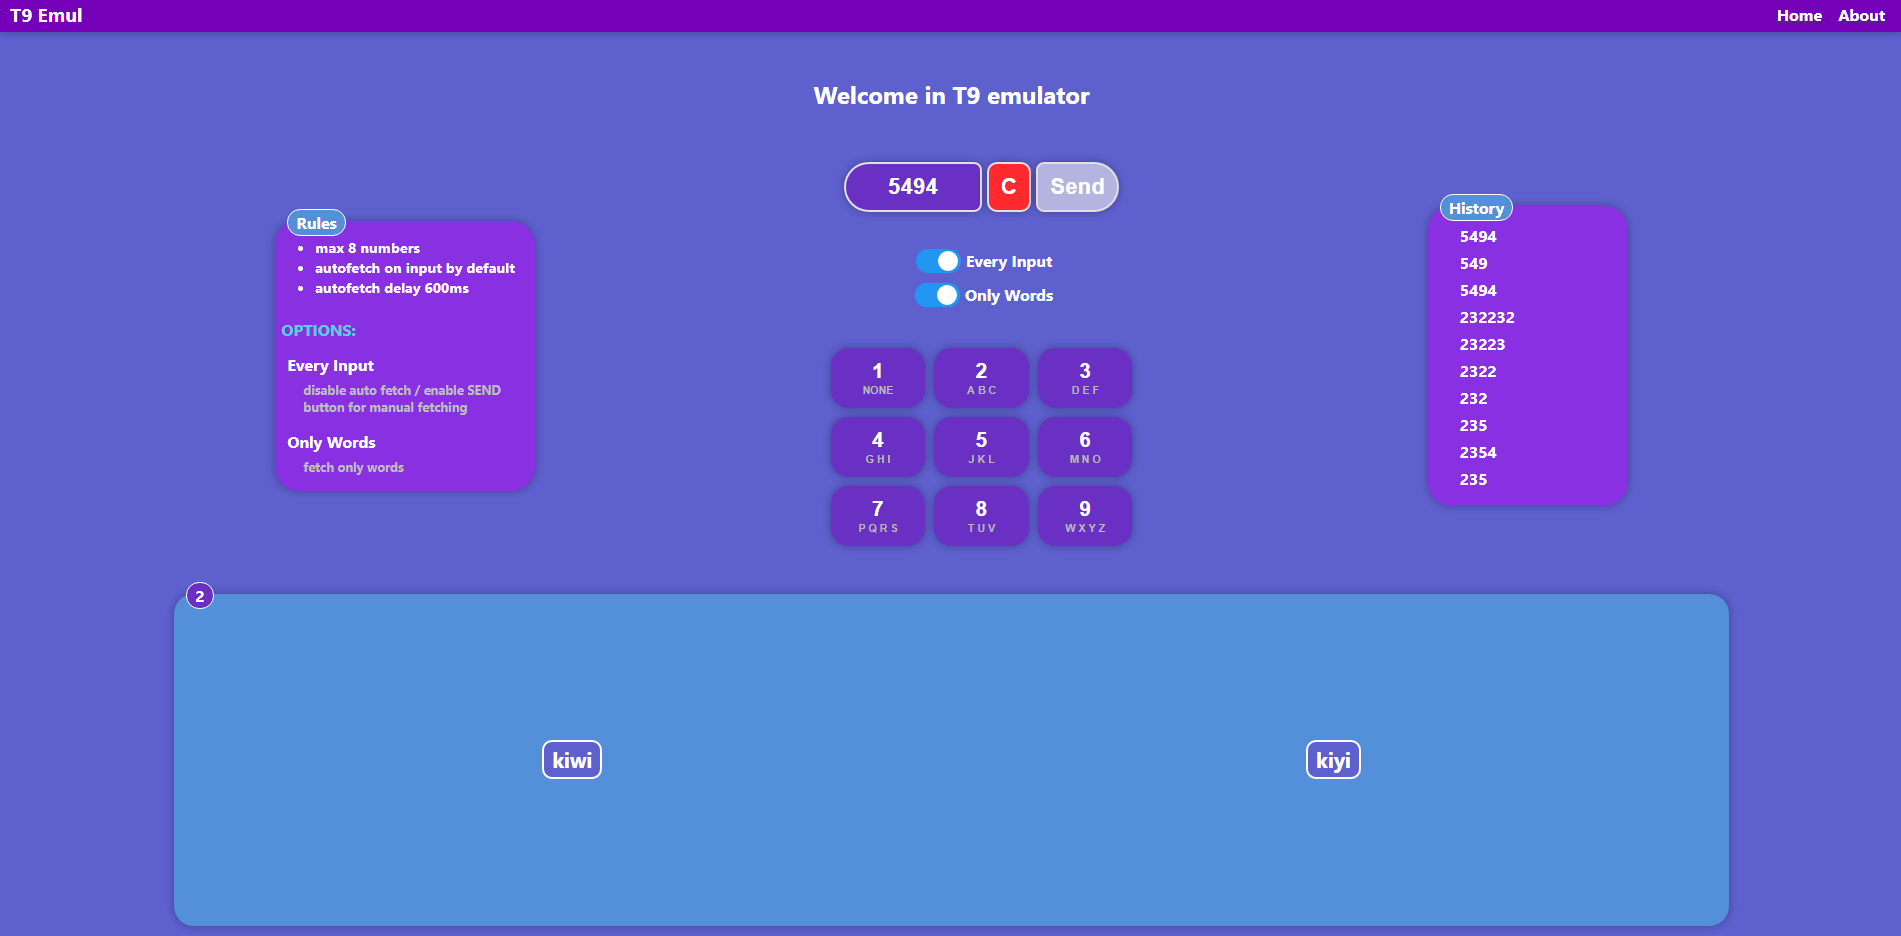 T9 Emul
Home About
Welcome in T9 emulator
5494 C Send
Every Input
Only Words
Rules
max 8 numbers
autofetch on input by default
autofetch delay 600ms
OPTIONS:
Every Input
disable auto fetch / enable SEND
button for manual fetching
Only Words
fetch only words
1 2 3
NONE ABC DEF
4 5 6
GHI JKL MNO
7 8 9
PQRS TUV WXYZ
History
5494
549
5494
232232
23223
2322
232
235
2354
235
2
kiwi kiyi